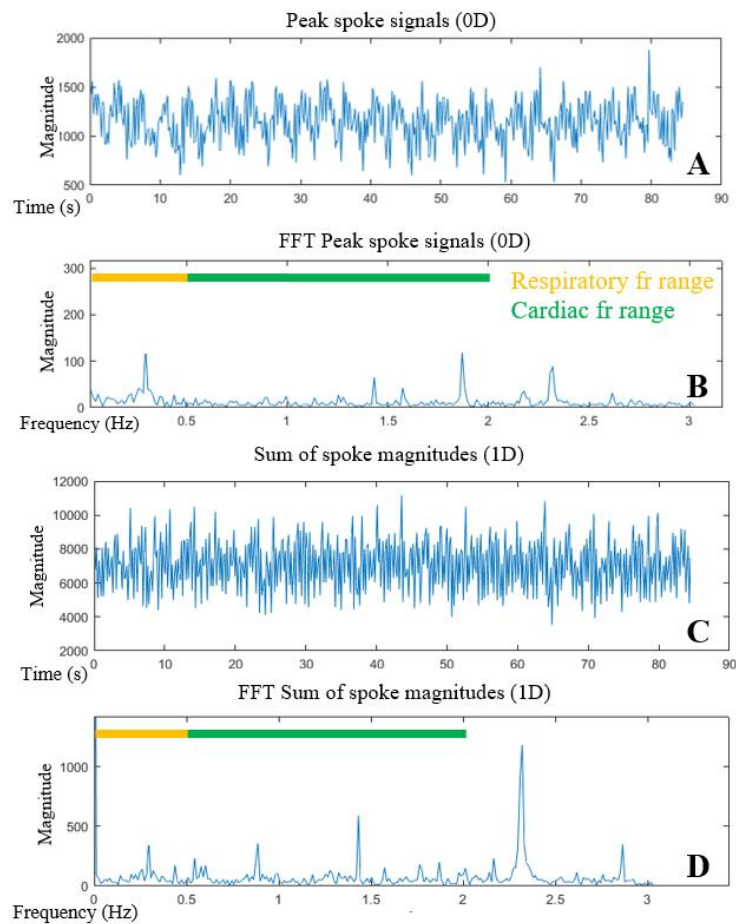 Peak spoke signals (0D)
2000
1500
1000
500
Magnitude
0 10 20 30 40 50 60 70 80 90
Time (s)
A
FFT Peak spoke signals (0D)
300
200
100
0
Magnitude
Respiratory fr range
Cardiac fr range
B
0.5 1 1.5 2 2.5 3
Frequency (Hz)
Sum of spoke magnitudes (1D)
12000
10000
8000
6000
4000
2000
Magnitude
C
0 10 20 30 40 50 60 70 80 90
Time (s)
FFT Sum of spoke magnitudes (1D)
1000
500
0
Magnitude
D
0.5 1 1.5 2 2.5 3
Frequency (Hz)